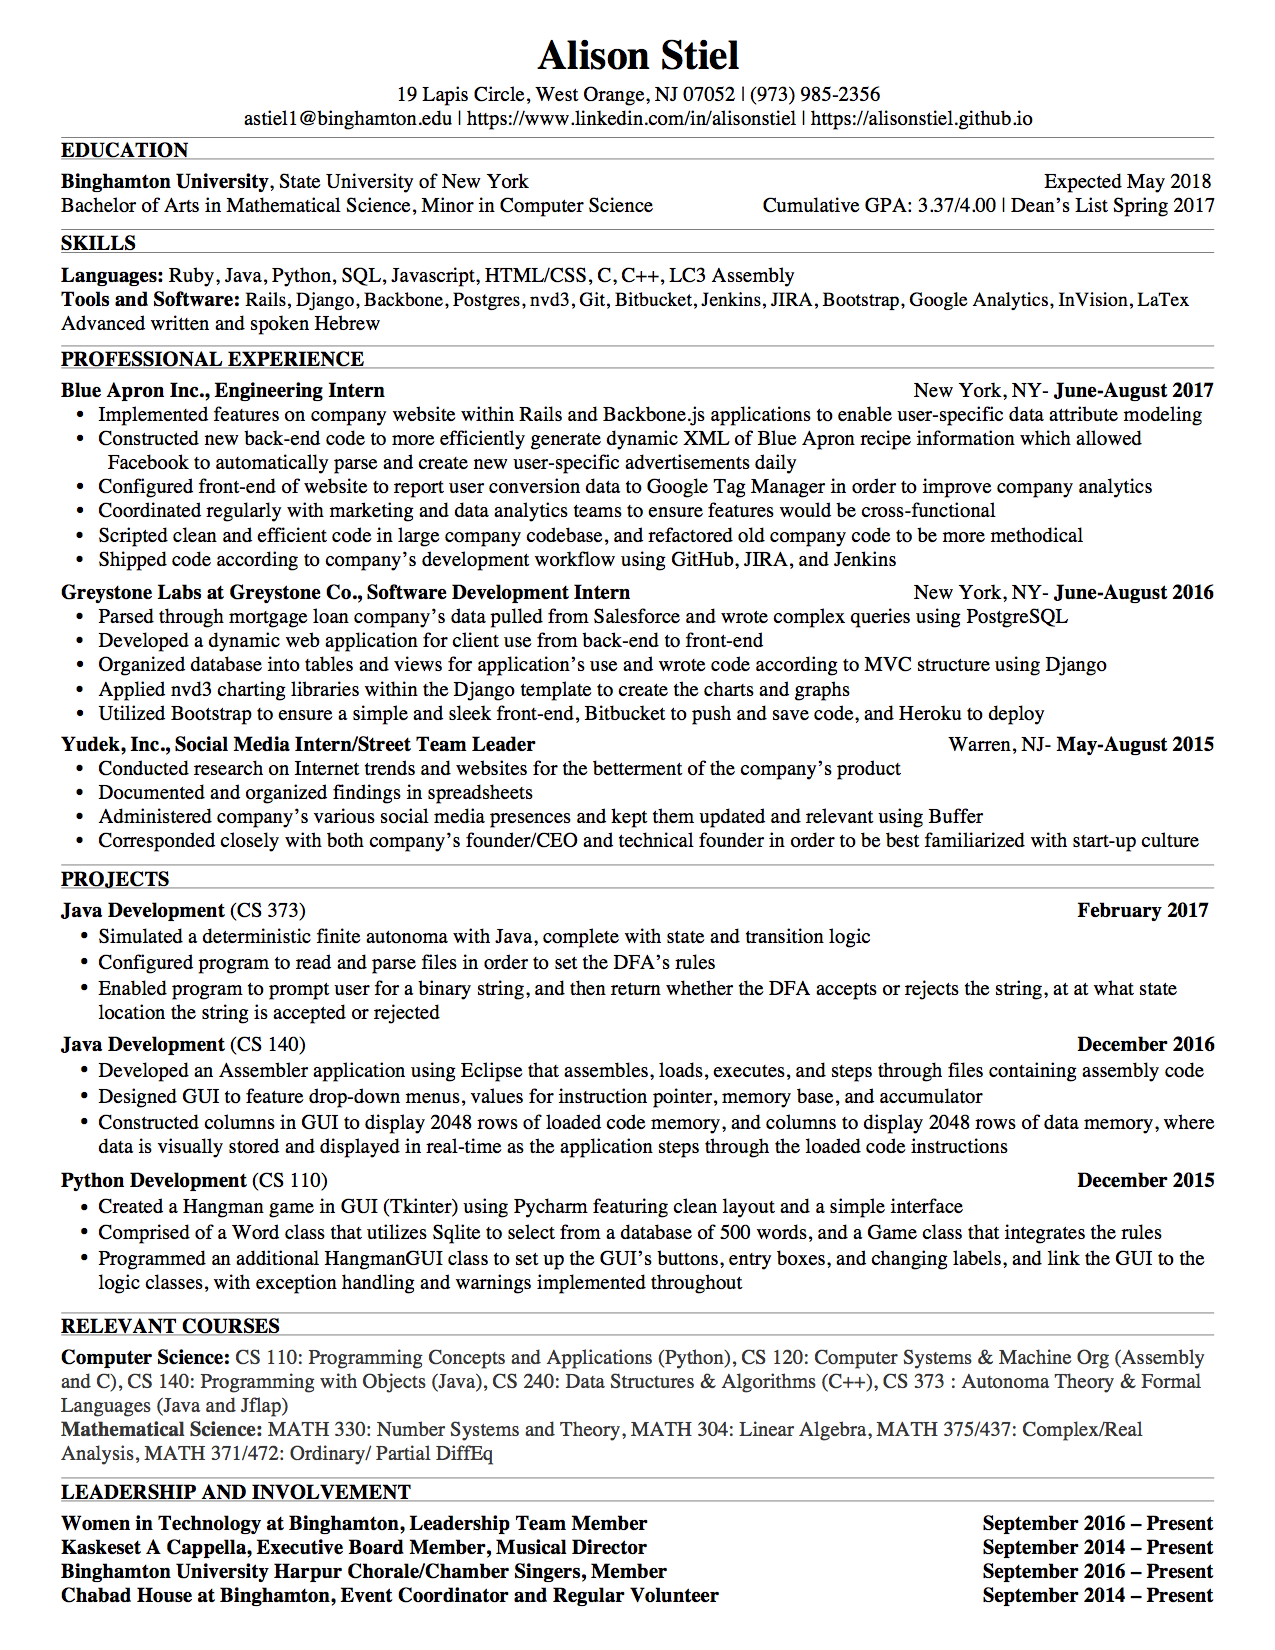 Alison Stiel
19 Lapis Circle, West Orange, NJ 07052 | (973) 985-2356
astiel1@binghamton.edu | https://www.linkedin.com/in/alisonstiel | https://alisonstiel.github.io
EDUCATION
Binghamton University, State University of New York Expected May 2018
Bachelor of Arts in Mathematical Science, Minor in Computer Science Cumulative GPA: 3.37/4.00 | Dean's List Spring 2017
SKILLS
Languages: Ruby, Java, Python, SQL, Javascript, HTML/CSS, C, C++, LC3 Assembly
Tools and Software: Rails, Django, Backbone, Postgres, nvd3, Git, Bitbucket, Jenkins, JIRA, Bootstrap, Google Analytics, InVision, LaTex
Advanced written and spoken Hebrew
PROFESSIONAL EXPERIENCE
Blue Apron Inc., Engineering Intern New York, NY- June-August 2017
• Implemented features on company website within Rails and Backbone.js applications to enable user-specific data attribute modeling
• Constructed new back-end code to more efficiently generate dynamic XML of Blue Apron recipe information which allowed
Facebook to automatically parse and create new user-specific advertisements daily
• Configured front-end of website to report user conversion data to Google Tag Manager in order to improve company analytics
• Coordinated regularly with marketing and data analytics teams to ensure features would be cross-functional
• Scripted clean and efficient code in large company codebase, and refactored old company code to be more methodical
• Shipped code according to company's development workflow using GitHub, JIRA, and Jenkins
Greystone Labs at Greystone Co., Software Development Intern New York, NY- June-August 2016
• Parsed through mortgage loan company's data pulled from Salesforce and wrote complex queries using PostgreSQL
• Developed a dynamic web application for client use from back-end to front-end
• Organized database into tables and views for application's use and wrote code according to MVC structure using Django
• Applied nvd3 charting libraries within the Django template to create the charts and graphs
• Utilized Bootstrap to ensure a simple and sleek front-end, Bitbucket to push and save code, and Heroku to deploy
Yudek, Inc., Social Media Intern/Street Team Leader Warren, NJ- May-August 2015
• Conducted research on Internet trends and websites for the betterment of the company's product
• Documented and organized findings in spreadsheets
• Administered company's various social media presences and kept them updated and relevant using Buffer
• Corresponded closely with both company's founder/CEO and technical founder in order to be best familiarized with start-up culture
PROJECTS
Java Development (CS 373) February 2017
• Simulated a deterministic finite autonoma with Java, complete with state and transition logic
• Configured program to read and parse files in order to set the DFA's rules
• Enabled program to prompt user for a binary string, and then return whether the DFA accepts or rejects the string, at at what state
location the string is accepted or rejected
Java Development (CS 140) December 2016
• Developed an Assembler application using Eclipse that assembles, loads, executes, and steps through files containing assembly code
• Designed GUI to feature drop-down menus, values for instruction pointer, memory base, and accumulator
• Constructed columns in GUI to display 2048 rows of loaded code memory, and columns to display 2048 rows of data memory, where
data is visually stored and displayed in real-time as the application steps through the loaded code instructions
Python Development (CS 110) December 2015
• Created a Hangman game in GUI (Tkinter) using Pycharm featuring clean layout and a simple interface
• Comprised of a Word class that utilizes Sqlite to select from a database of 500 words, and a Game class that integrates the rules
• Programmed an additional HangmanGUI class to set up the GUI's buttons, entry boxes, and changing labels, and link the GUI to the
logic classes, with exception handling and warnings implemented throughout
RELEVANT COURSES
Computer Science: CS 110: Programming Concepts and Applications (Python), CS 120: Computer Systems & Machine Org (Assembly
and C), CS 140: Programming with Objects (Java), CS 240: Data Structures & Algorithms (C++), CS 373 : Autonoma Theory & Formal
Languages (Java and Jflap)
Mathematical Science: MATH 330: Number Systems and Theory, MATH 304: Linear Algebra, MATH 375/437: Complex/Real
Analysis, MATH 371/472: Ordinary/ Partial DiffEq
LEADERSHIP AND INVOLVEMENT
Women in Technology at Binghamton, Leadership Team Member September 2016 – Present
Kaskeset A Cappella, Executive Board Member, Musical Director September 2014 – Present
Binghamton University Harpur Chorale/Chamber Singers, Member September 2016 – Present
Chabad House at Binghamton, Event Coordinator and Regular Volunteer September 2014 – Present